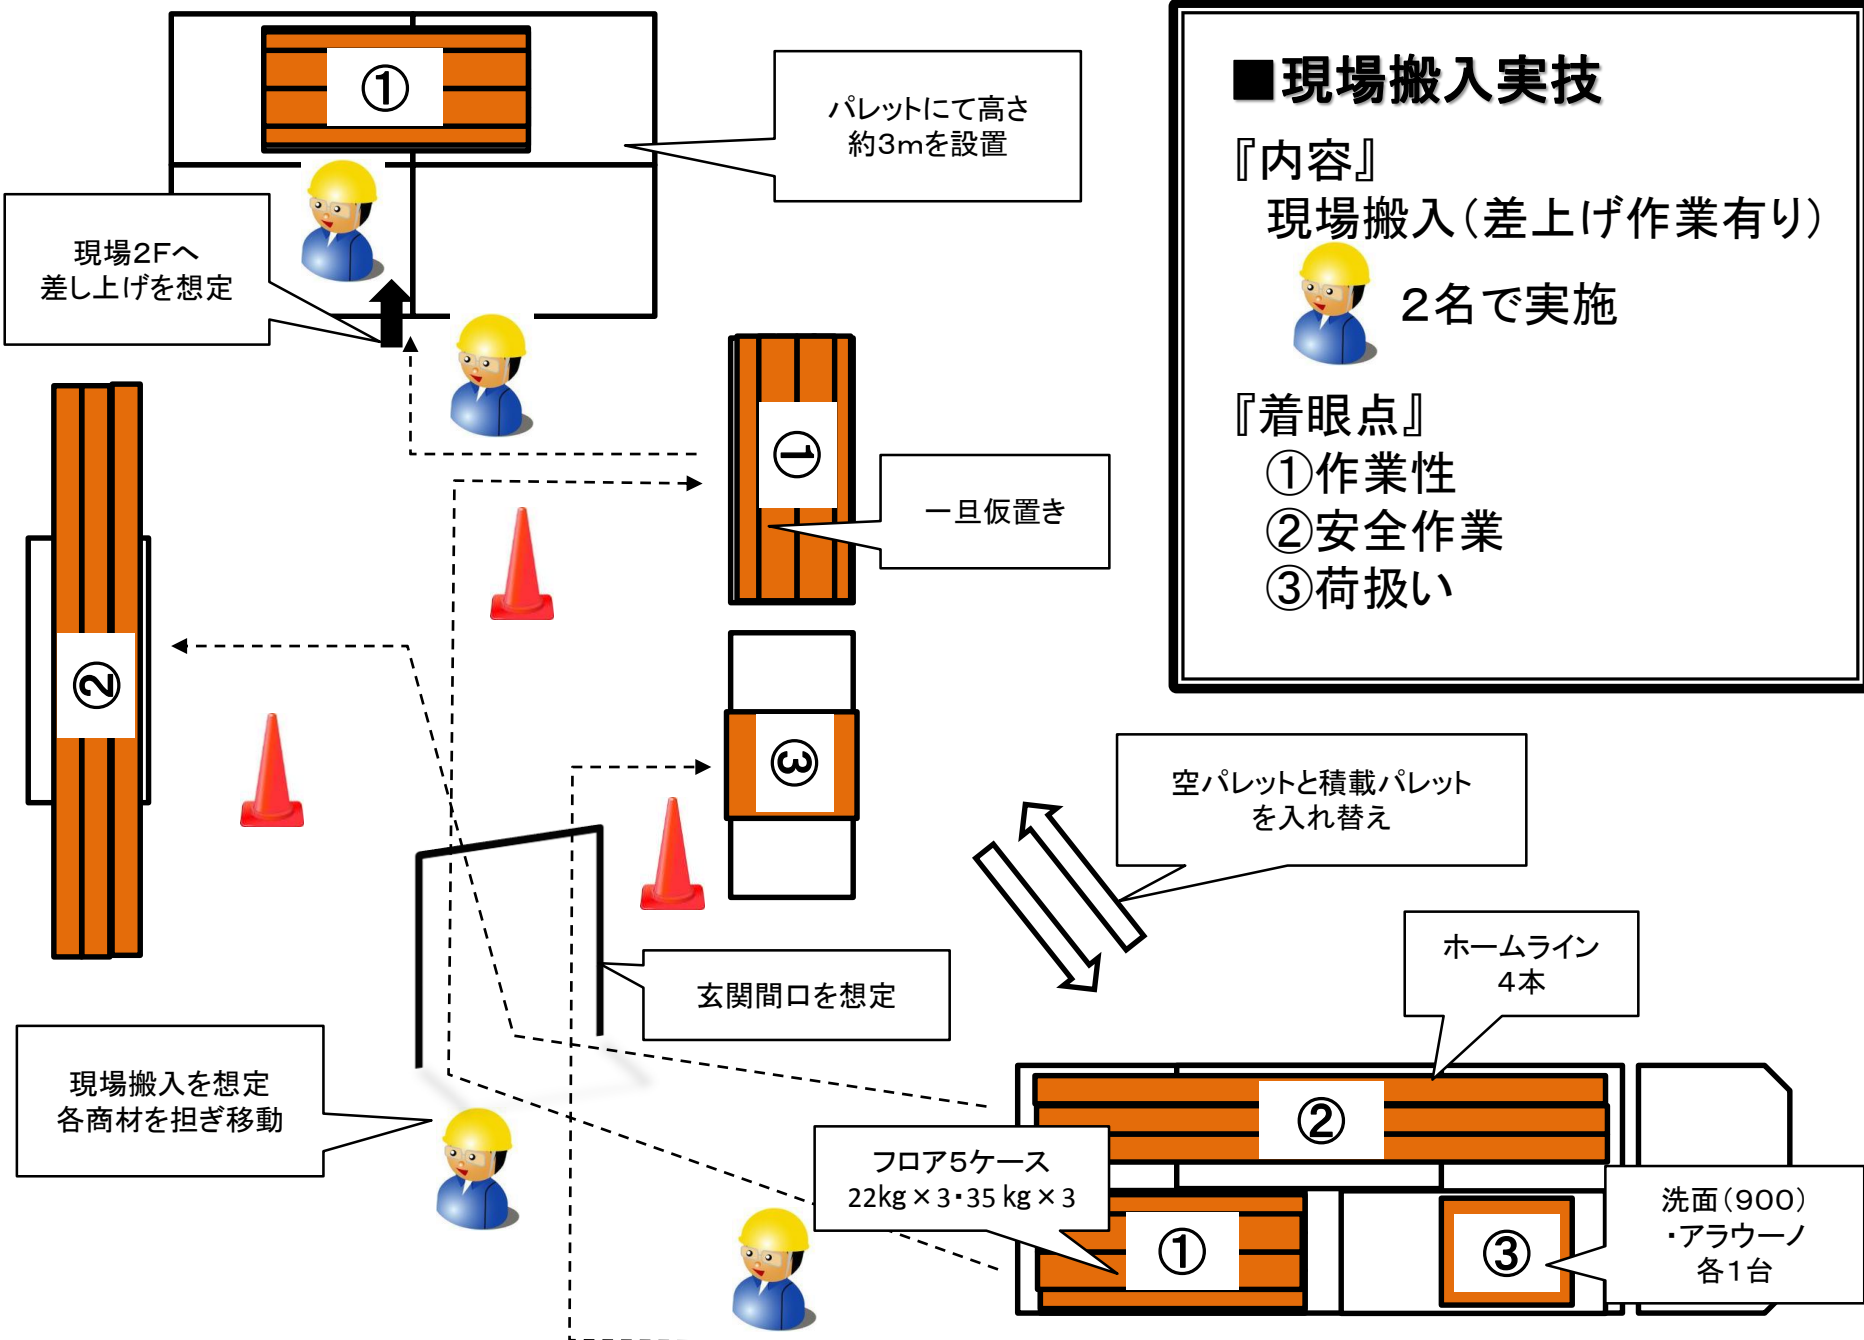 ■現場搬入実技
『内容』
現場搬入(差上げ作業有り)
2名で実施
『着眼点』
①作業性
②安全作業
③荷扱い
①
パレットにて高さ
約3mを設置
現場2Fへ
差し上げを想定
①
一旦仮置き
②
③
空パレットと積載パレット
を入れ替え
玄関間口を想定
ホームライン
4本
現場搬入を想定
各商材を担ぎ移動
②
フロア5ケース
22kg×3・35kg×3
①
③
洗面(900)
・アラウーノ
各1台